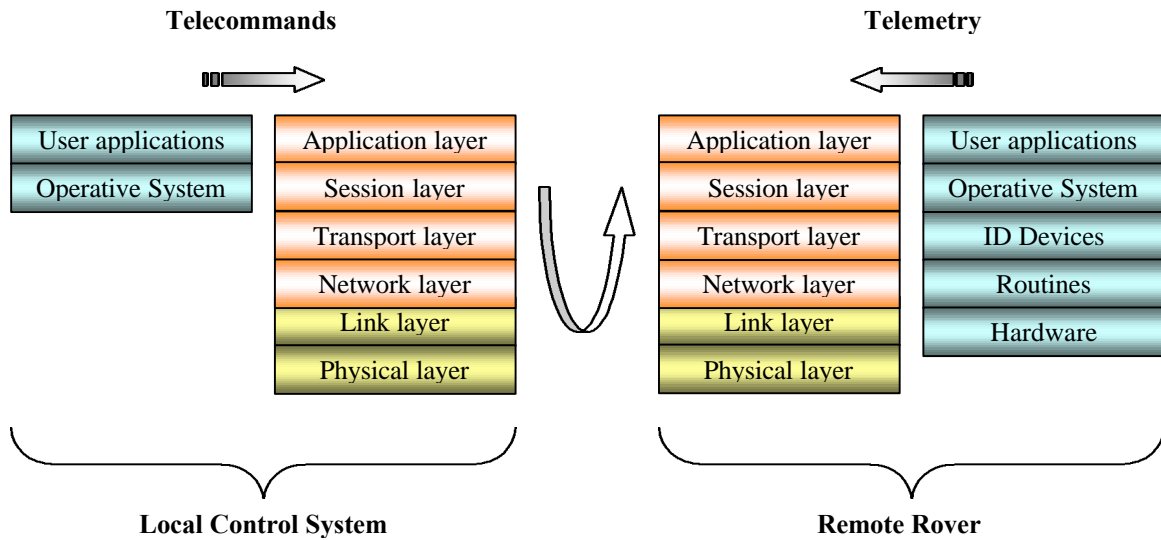 Telecommands
Telemetry
User applications
Operative System
Application layer
Session layer
Transport layer
Network layer
Link layer
Physical layer
Application layer
Session layer
Transport layer
Network layer
Link layer
Physical layer
User applications
Operative System
ID Devices
Routines
Hardware
Local Control System
Remote Rover